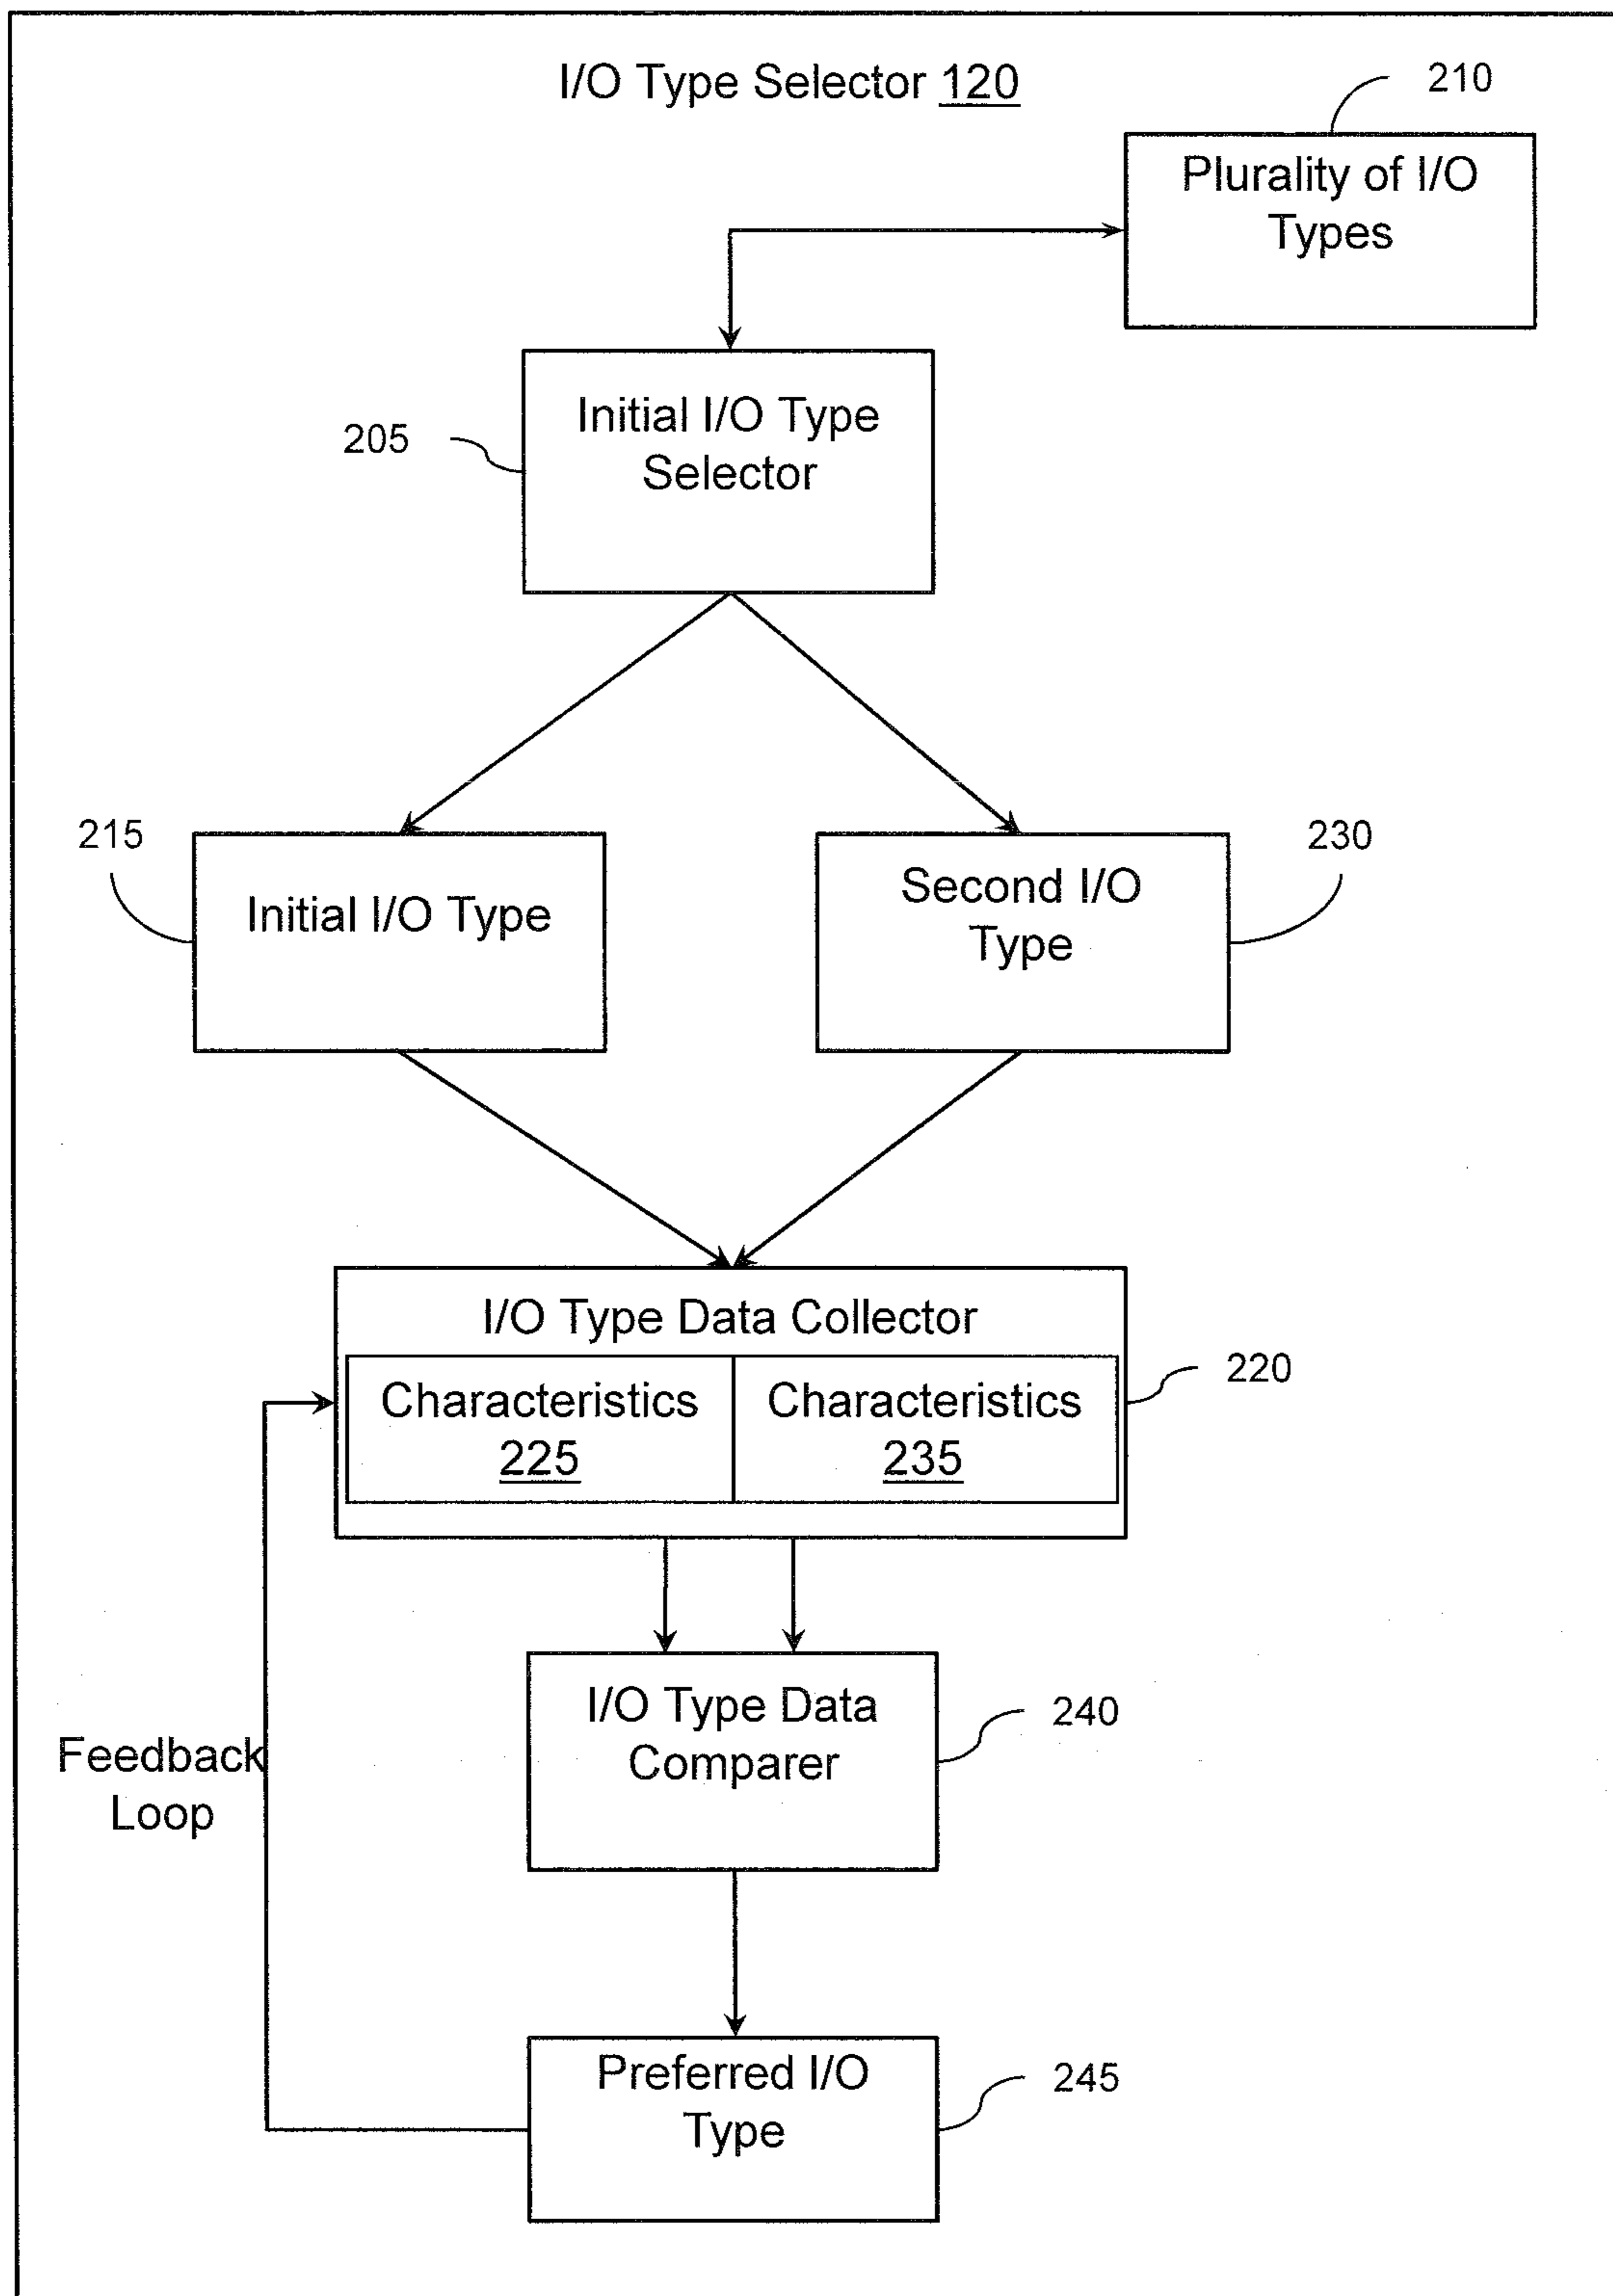 I/O Type Selector 120
210
Plurality of I/O
Types
205
Initial I/O Type
Selector
215
Initial I/O Type
Second I/O
Type
230
I/O Type Data Collector
Characteristics
225
Characteristics
235
220
I/O Type Data
Comparer
240
Feedback
Loop
Preferred I/O
Type
245